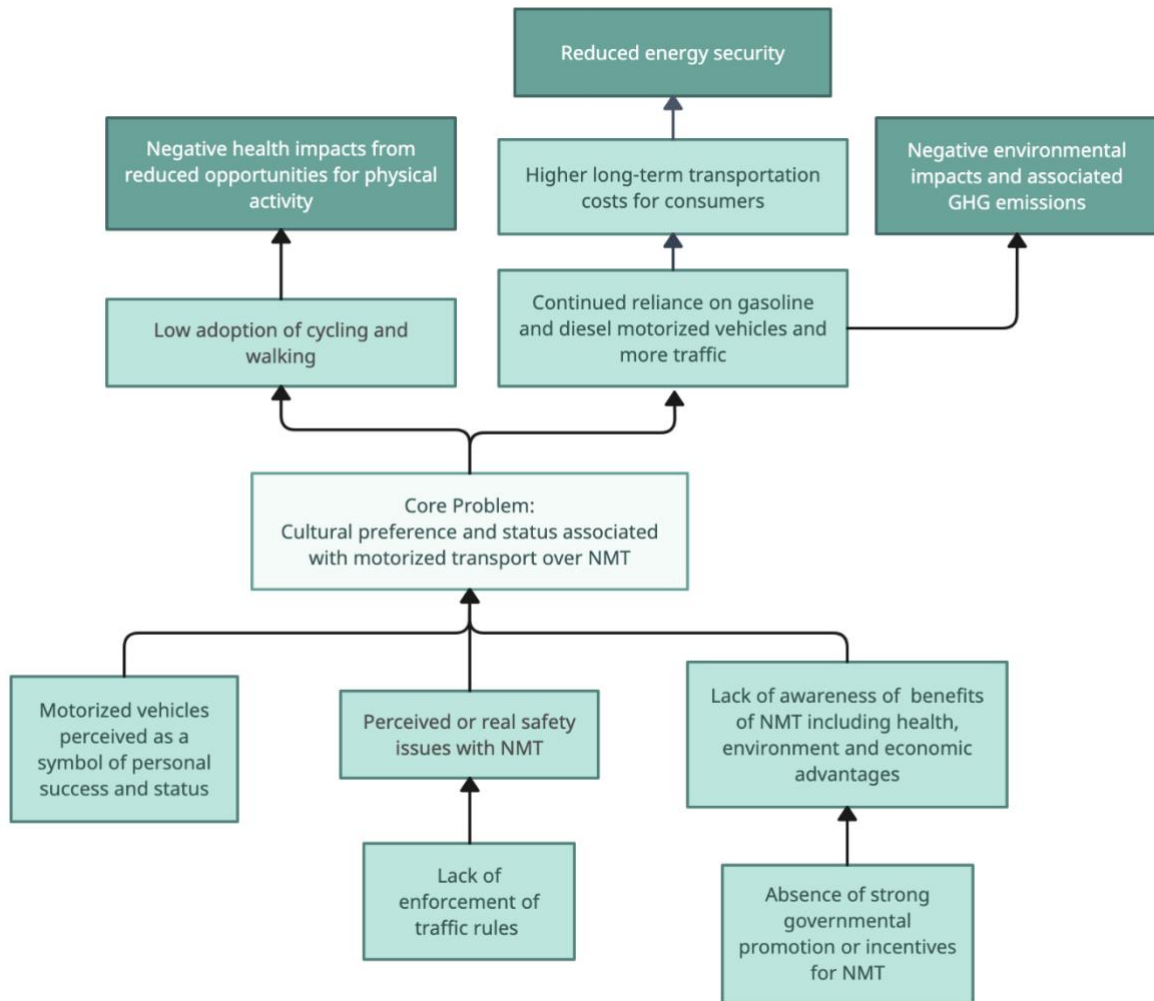 Reduced energy security
Negative health impacts from
reduced opportunities for physical
activity
Higher long-term transportation
costs for consumers
Negative environmental
impacts and associated
GHG emissions
Low adoption of cycling and
walking
Continued reliance on gasoline
and diesel motorized vehicles and
more traffic
Core Problem:
Cultural preference and status associated
with motorized transport over NMT
Motorized vehicles
perceived as a
symbol of personal
success and status
Perceived or real safety
issues with NMT
Lack of awareness of benefits
of NMT including health,
environment and economic
advantages
Lack of
enforcement of
traffic rules
Absence of strong
governmental
promotion or incentives
for NMT